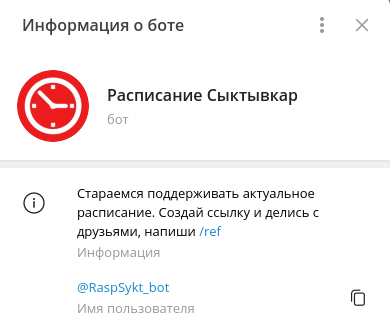 Информация о боте
Расписание Сыктывкар
бот
Стараемся поддерживать актуальное
расписание. Создай ссылку и делись с
друзьями, напиши /ref
Информация
@RaspSykt_bot
Имя пользователя